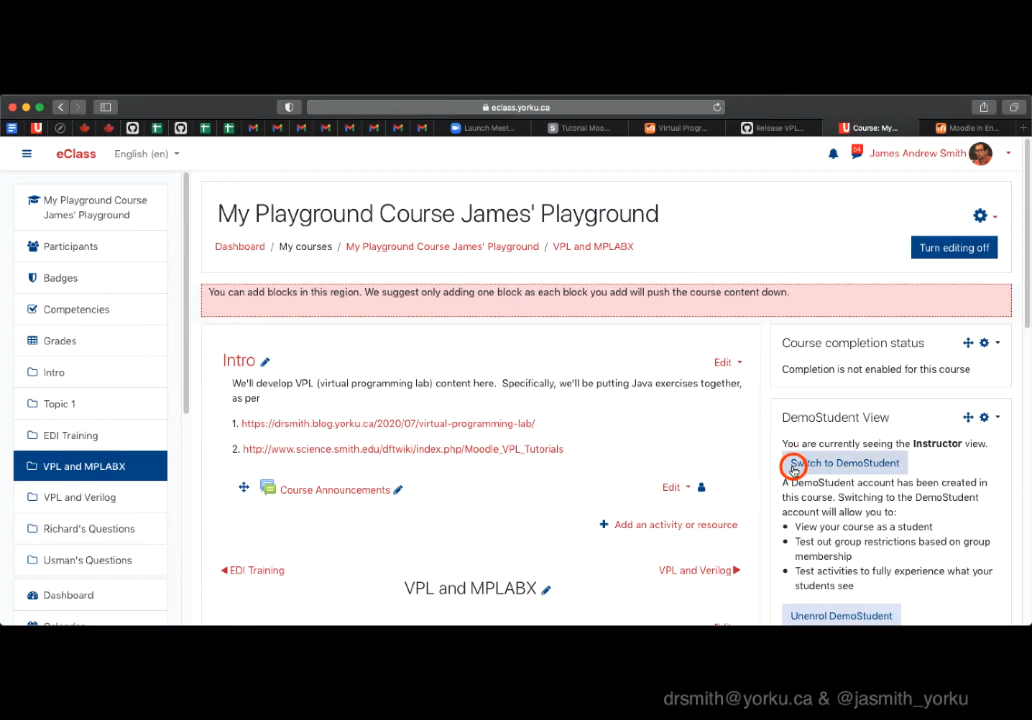 eclass.yorku.ca
Launch Meet...
Tutorial Moo...
Virtual Progr...
Release VPL...
Course: My...
Moodle in En...
eClass
English (en)
54
James Andrew Smith
My Playground Course
James' Playground
Participants
Badges
Competencies
Grades
Intro
Topic 1
EDI Training
VPL and MPLABX
VPL and Verilog
Richard's Questions
Usman's Questions
Dashboard
My Playground Course James' Playground
Dashboard / My courses / My Playground Course James' Playground / VPL and MPLABX
Turn editing off
You can add blocks in this region. We suggest only adding one block as each block you add will push the course content down.
Intro
Edit
We'll develop VPL (virtual programming lab) content here. Specifically, we'll be putting Java exercises together,
as per
1. https://drsmith.blog.yorku.ca/2020/07/virtual-programming-lab/
2. http://www.science.smith.edu/dftwiki/index.php/Moodle_VPL_Tutorials
Course Announcements
Edit
+ Add an activity or resource
EDI Training
VPL and Verilog
VPL and MPLABX
Course completion status
Completion is not enabled for this course
DemoStudent View
You are currently seeing the Instructor view.
Switch to DemoStudent
A DemoStudent account has been created in
this course. Switching to the DemoStudent
account will allow you to:
• View your course as a student
• Test out group restrictions based on group
membership
• Test activities to fully experience what your
students see
Unenrol DemoStudent
drsmith@yorku.ca & @jasmith_yorku